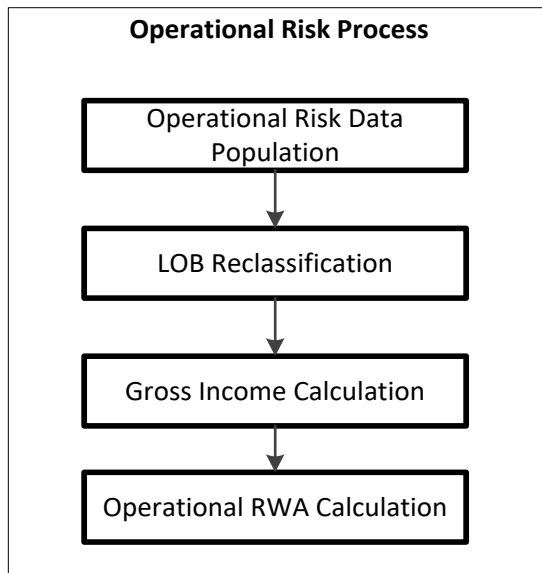 Operational Risk Process
Operational Risk Data
Population
LOB Reclassification
Gross Income Calculation
Operational RWA Calculation